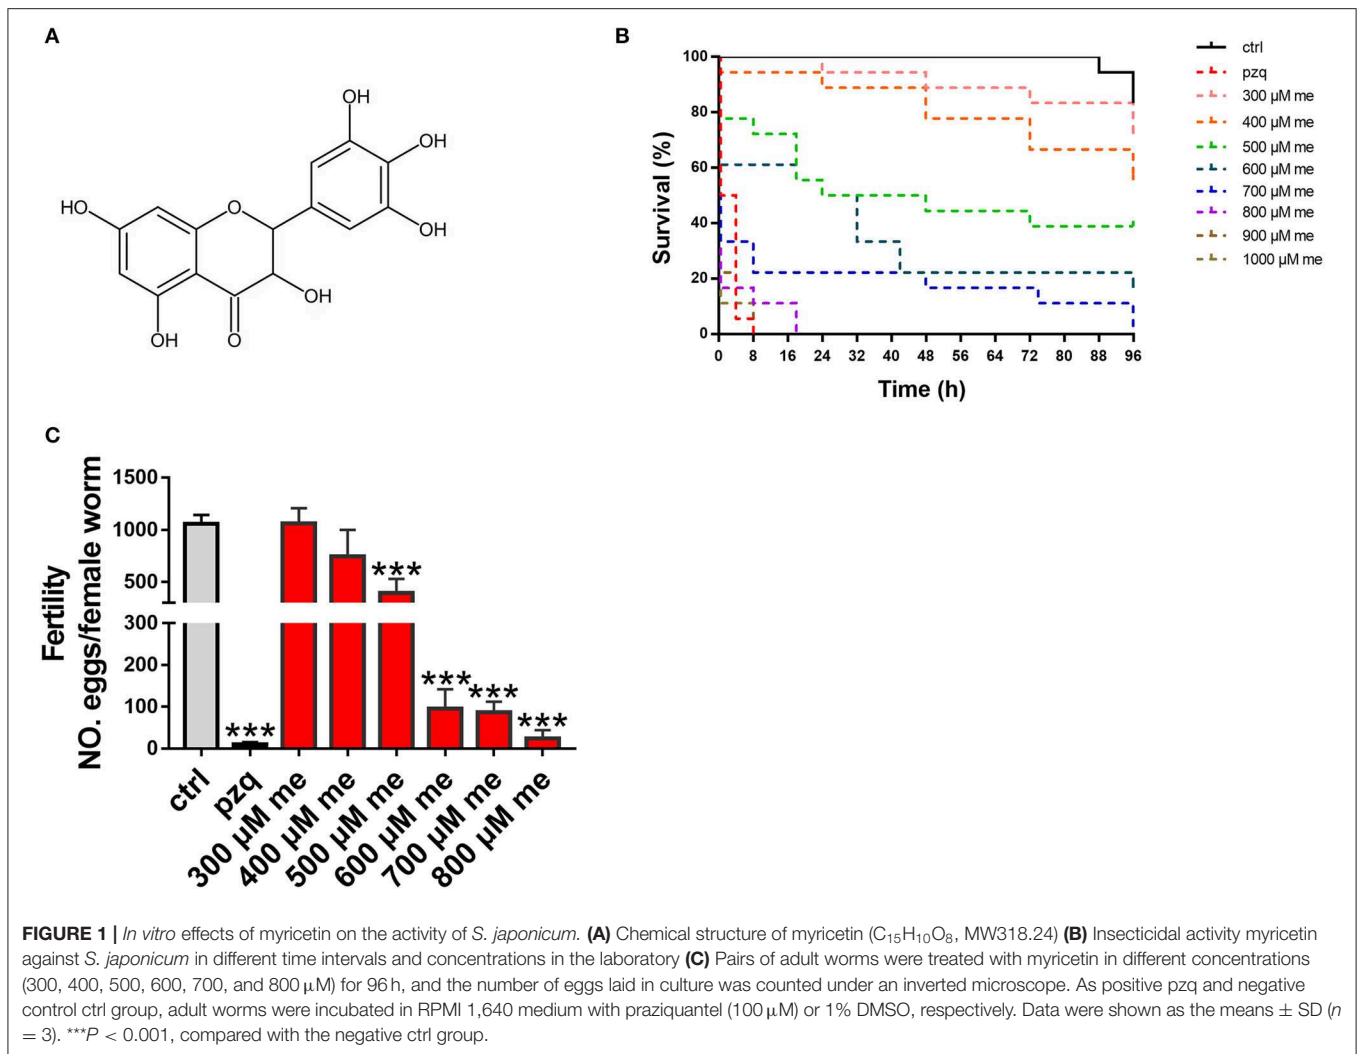 A
OH
OH
HO
O
OH
OH
OH
O
B
Survival (%)
100
80
60
40
20
0
0 8 16 24 32 40 48 56 64 72 80 88 96
Time (h)
ctrl
pzq
300 µM me
400 µM me
500 µM me
600 µM me
700 µM me
800 µM me
900 µM me
1000 µM me
C
Fertility
NO. eggs/female worm
1500
1000
500
300
200
100
0
***
***
***
***
***
ctrl
pzq
300 µM me
400 µM me
500 µM me
600 µM me
700 µM me
800 µM me
FIGURE 1 | In vitro effects of myricetin on the activity of S. japonicum. (A) Chemical structure of myricetin (C₁₅H₁₀O₈, MW318.24) (B) Insecticidal activity myricetin
against S. japonicum in different time intervals and concentrations in the laboratory (C) Pairs of adult worms were treated with myricetin in different concentrations
(300, 400, 500, 600, 700, and 800 µM) for 96 h, and the number of eggs laid in culture was counted under an inverted microscope. As positive pzq and negative
control ctrl group, adult worms were incubated in RPMI 1,640 medium with praziquantel (100 µM) or 1% DMSO, respectively. Data were shown as the means ± SD (n
= 3). ***P < 0.001, compared with the negative ctrl group.